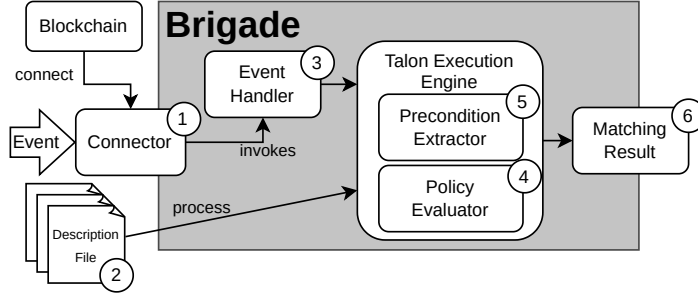 Blockchain
Brigade
connect
Event
Handler
3
Talon Execution
Engine
Event
Connector
1
invokes
Precondition
Extractor
5
Policy
Evaluator
4
Matching
Result
6
process
Description
File
2